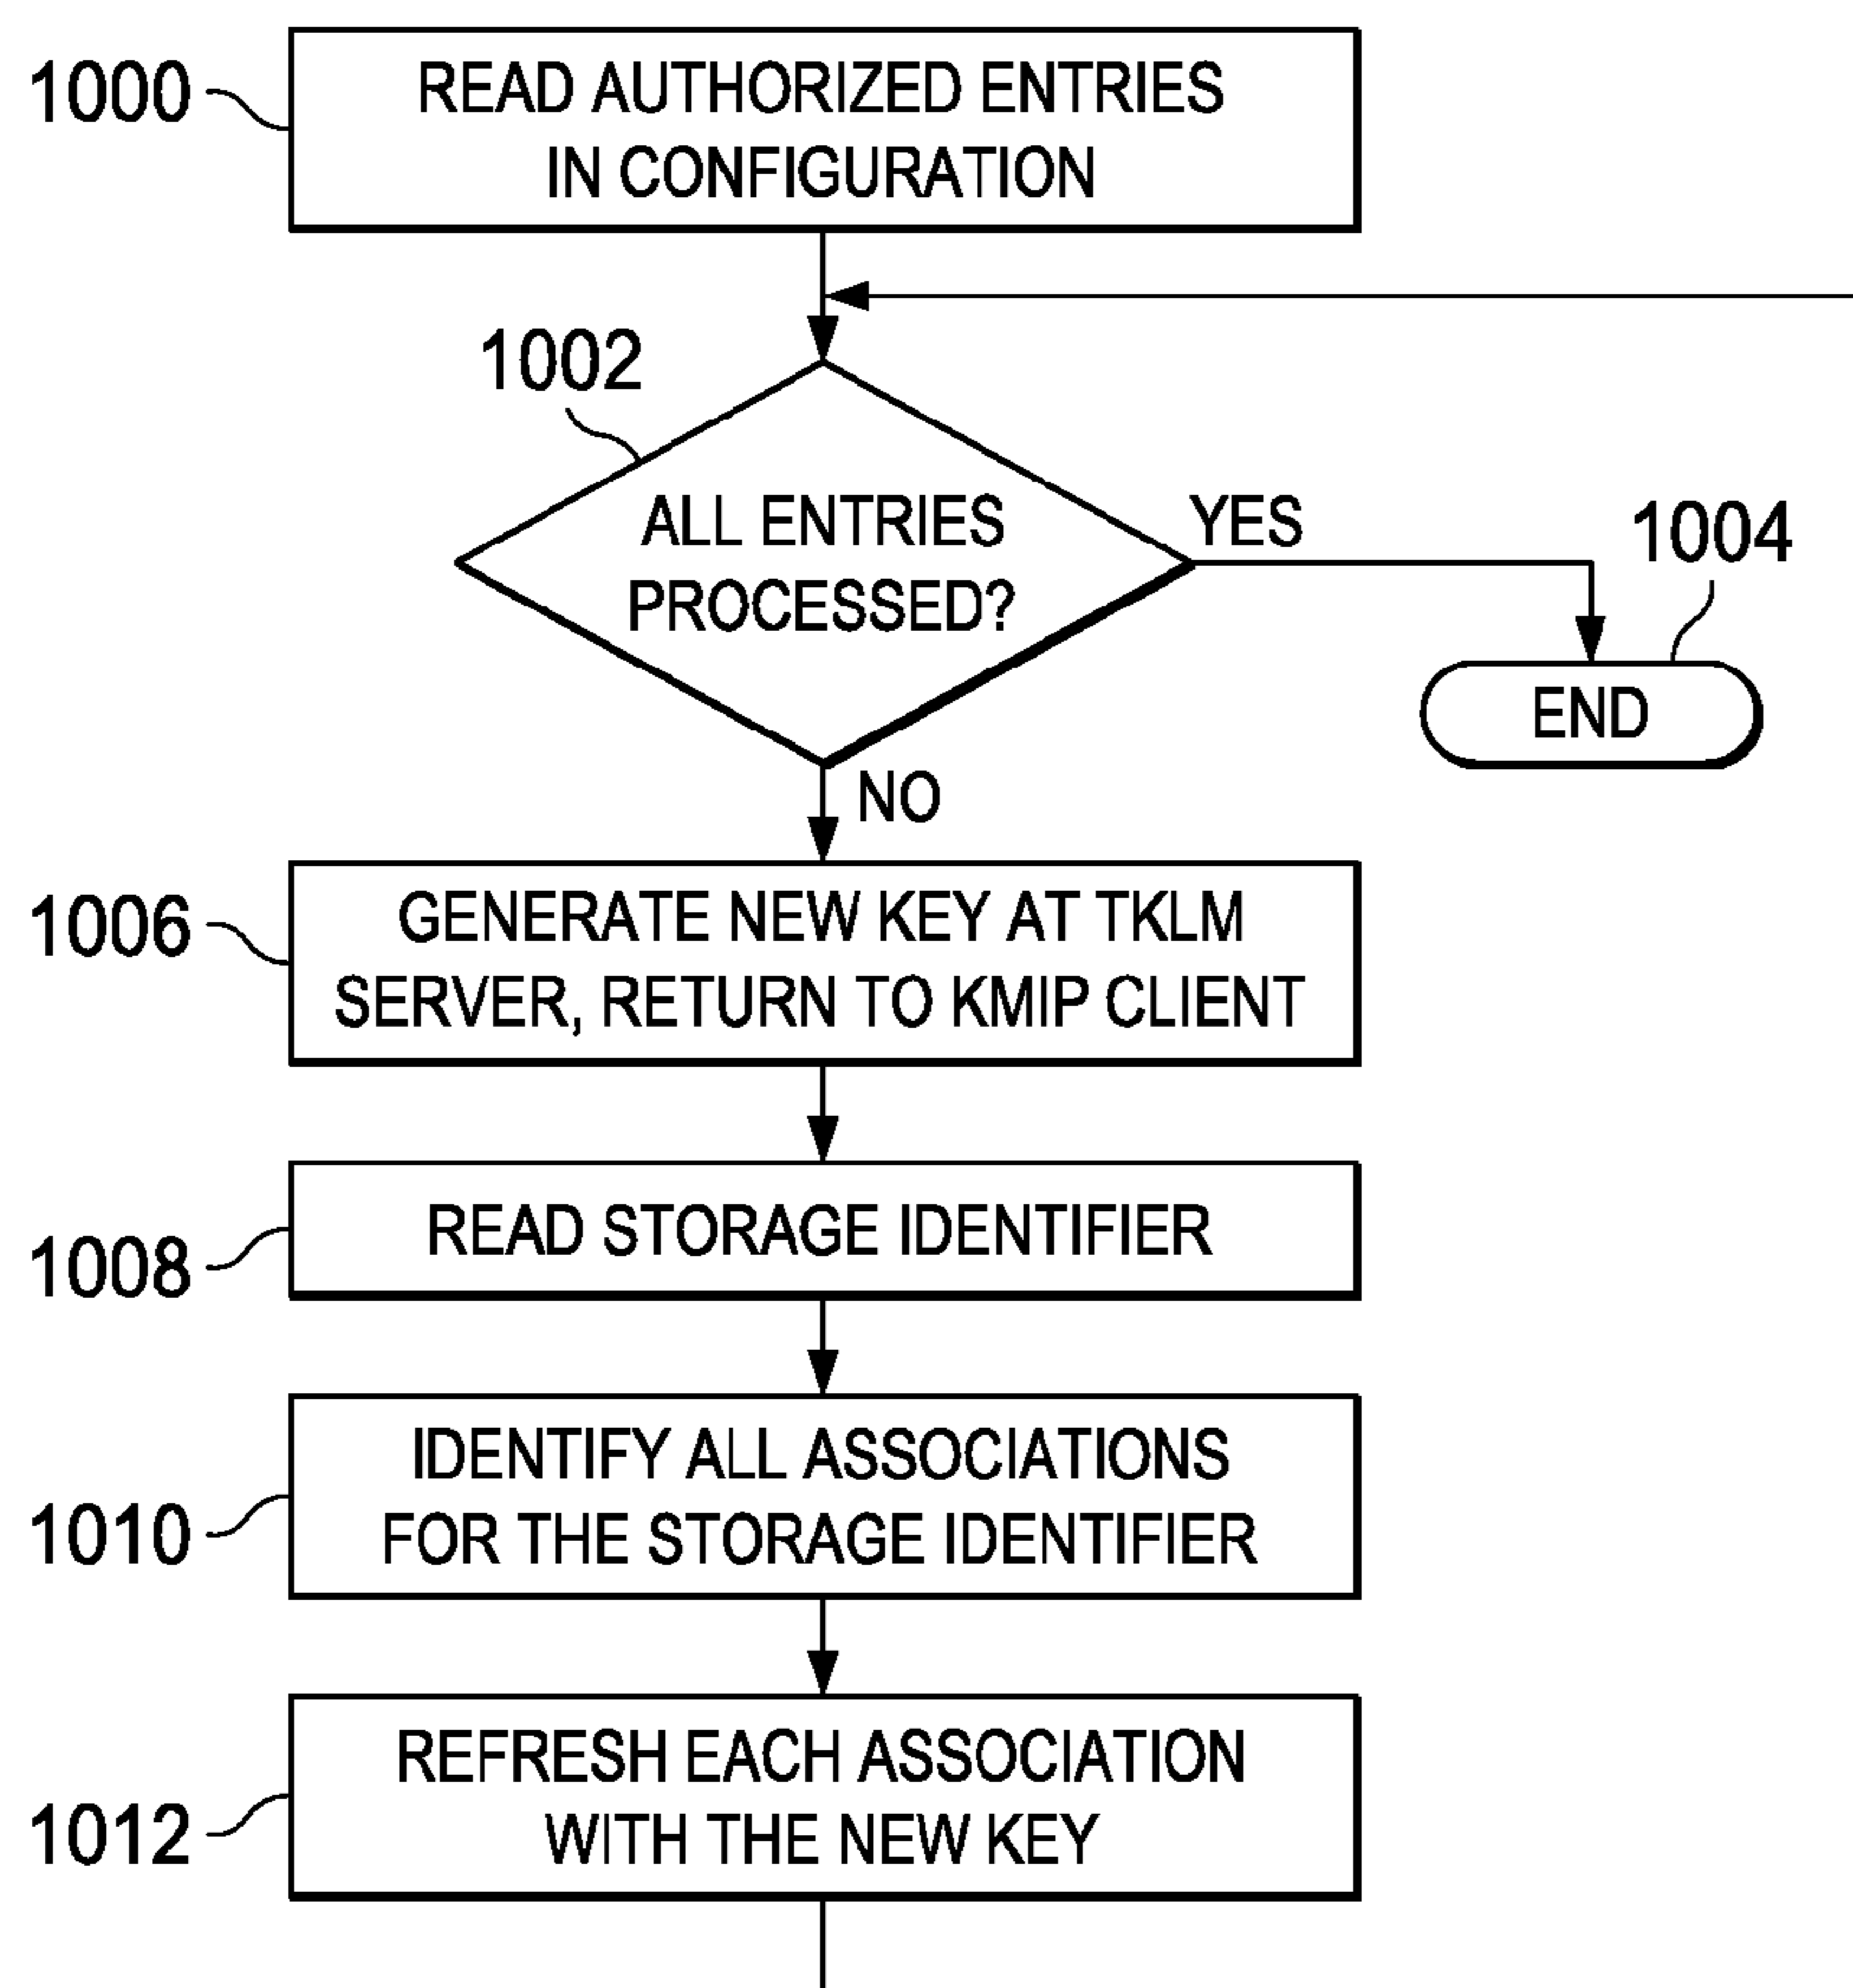 1000
READ AUTHORIZED ENTRIES
IN CONFIGURATION
1002
ALL ENTRIES
PROCESSED?
YES
1004
END
NO
1006
GENERATE NEW KEY AT TKLM
SERVER, RETURN TO KMIP CLIENT
1008
READ STORAGE IDENTIFIER
1010
IDENTIFY ALL ASSOCIATIONS
FOR THE STORAGE IDENTIFIER
1012
REFRESH EACH ASSOCIATION
WITH THE NEW KEY